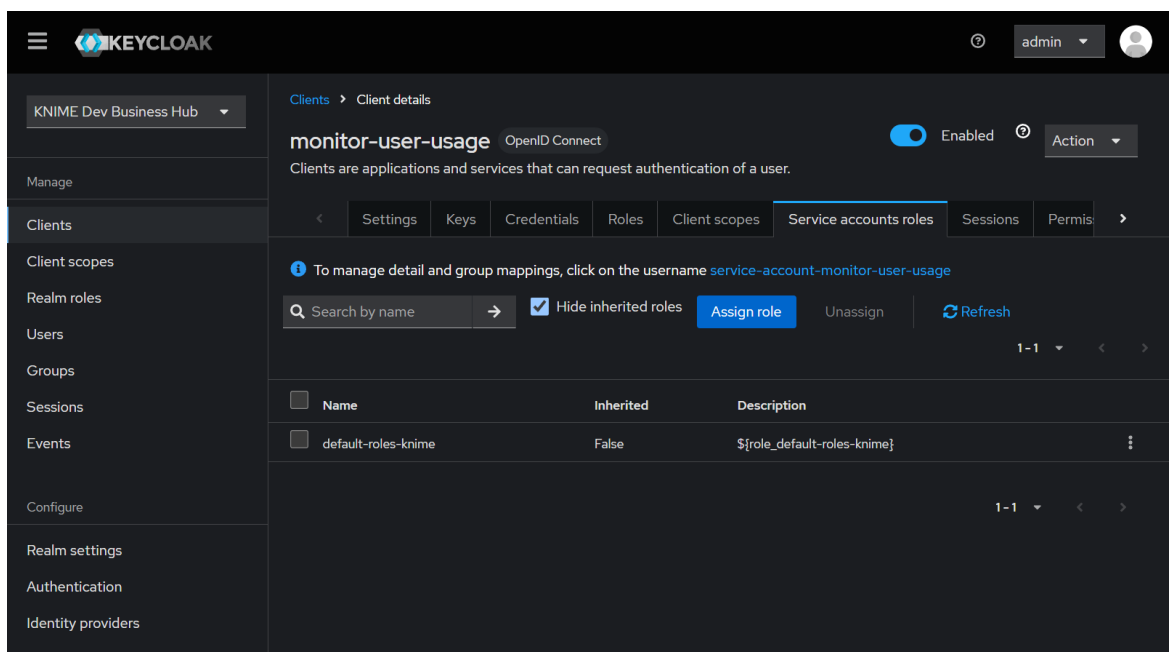 KEYCLOAK
admin
KNIME Dev Business Hub
Manage
Clients
Client scopes
Realm roles
Users
Groups
Sessions
Events
Configure
Realm settings
Authentication
Identity providers
Clients > Client details
monitor-user-usage OpenID Connect
Enabled
Action
Clients are applications and services that can request authentication of a user.
Settings Keys Credentials Roles Client scopes Service accounts roles Sessions Permis
To manage detail and group mappings, click on the username service-account-monitor-user-usage
Search by name
Hide inherited roles
Assign role
Unassign
Refresh
1-1
Name Inherited Description
default-roles-knime False ${role_default-roles-knime}
1-1